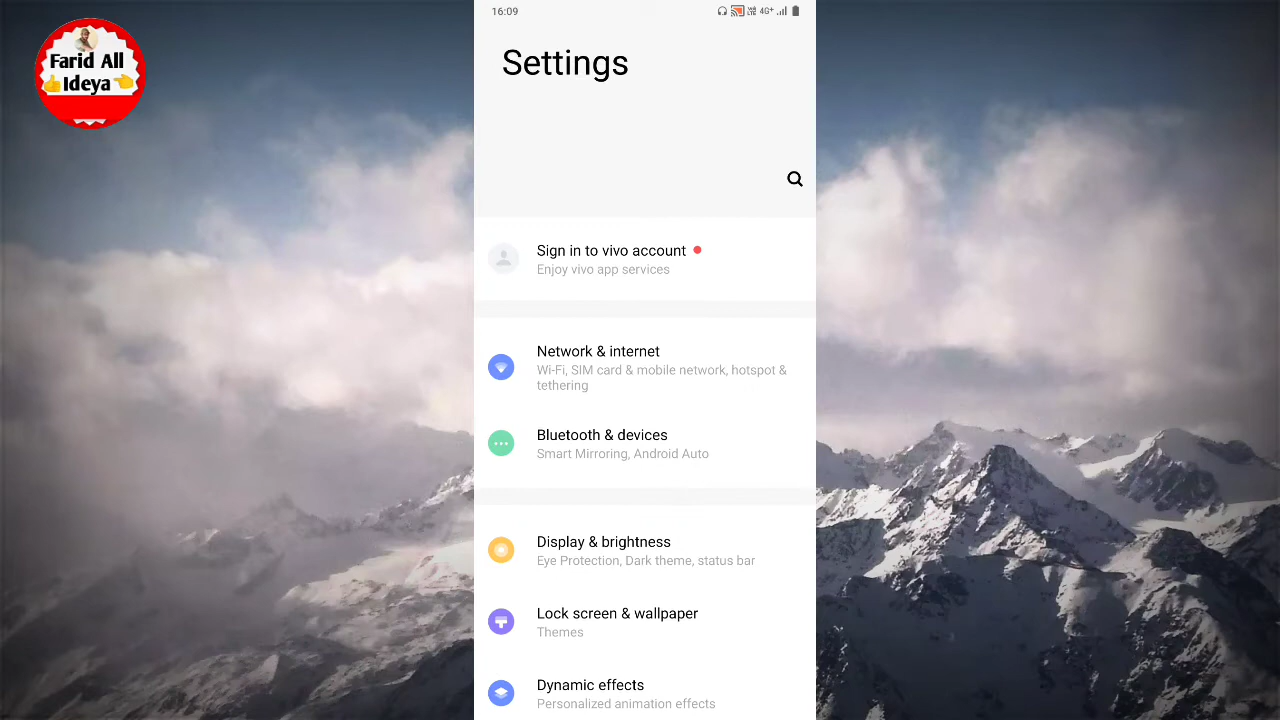 Farid All
Ideya
16:09
4G+
Settings
Sign in to vivo account
Enjoy vivo app services
Network & internet
Wi-Fi, SIM card & mobile network, hotspot &
tethering
Bluetooth & devices
Smart Mirroring, Android Auto
Display & brightness
Eye Protection, Dark theme, status bar
Lock screen & wallpaper
Themes
Dynamic effects
Personalized animation effects